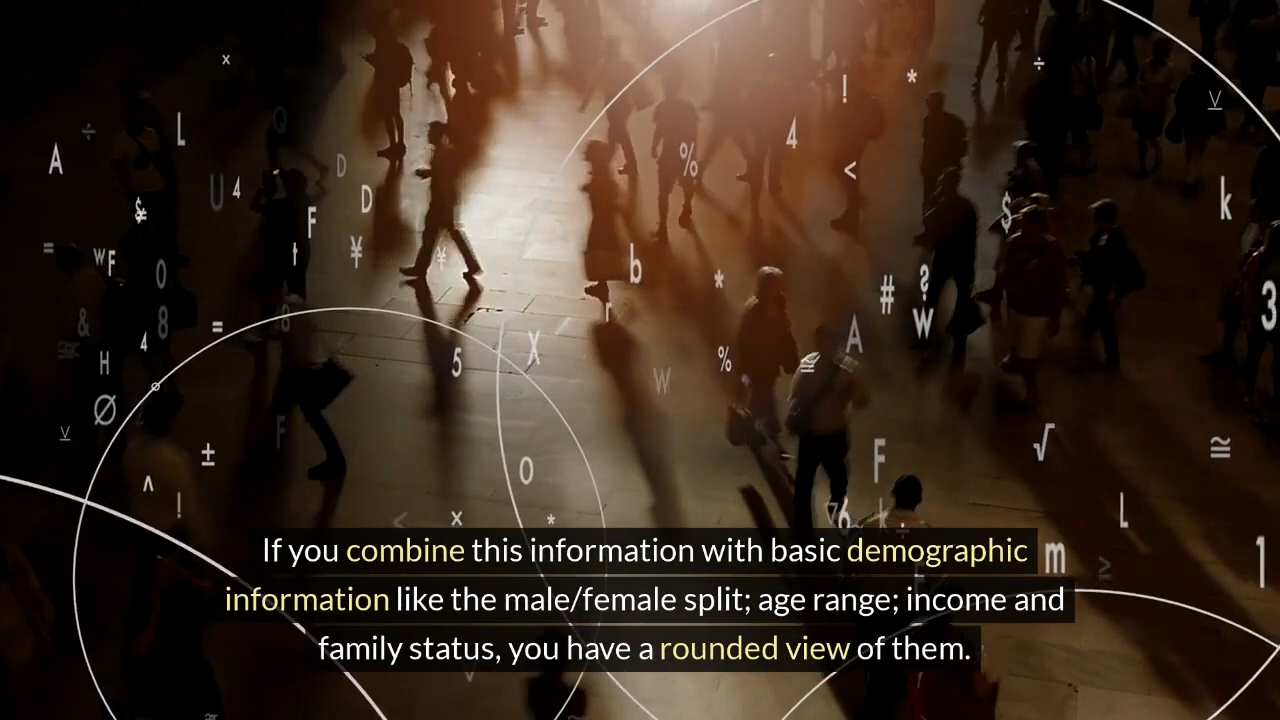 If you combine this information with basic demographic
information like the male/female split; age range; income and
family status, you have a rounded view of them.